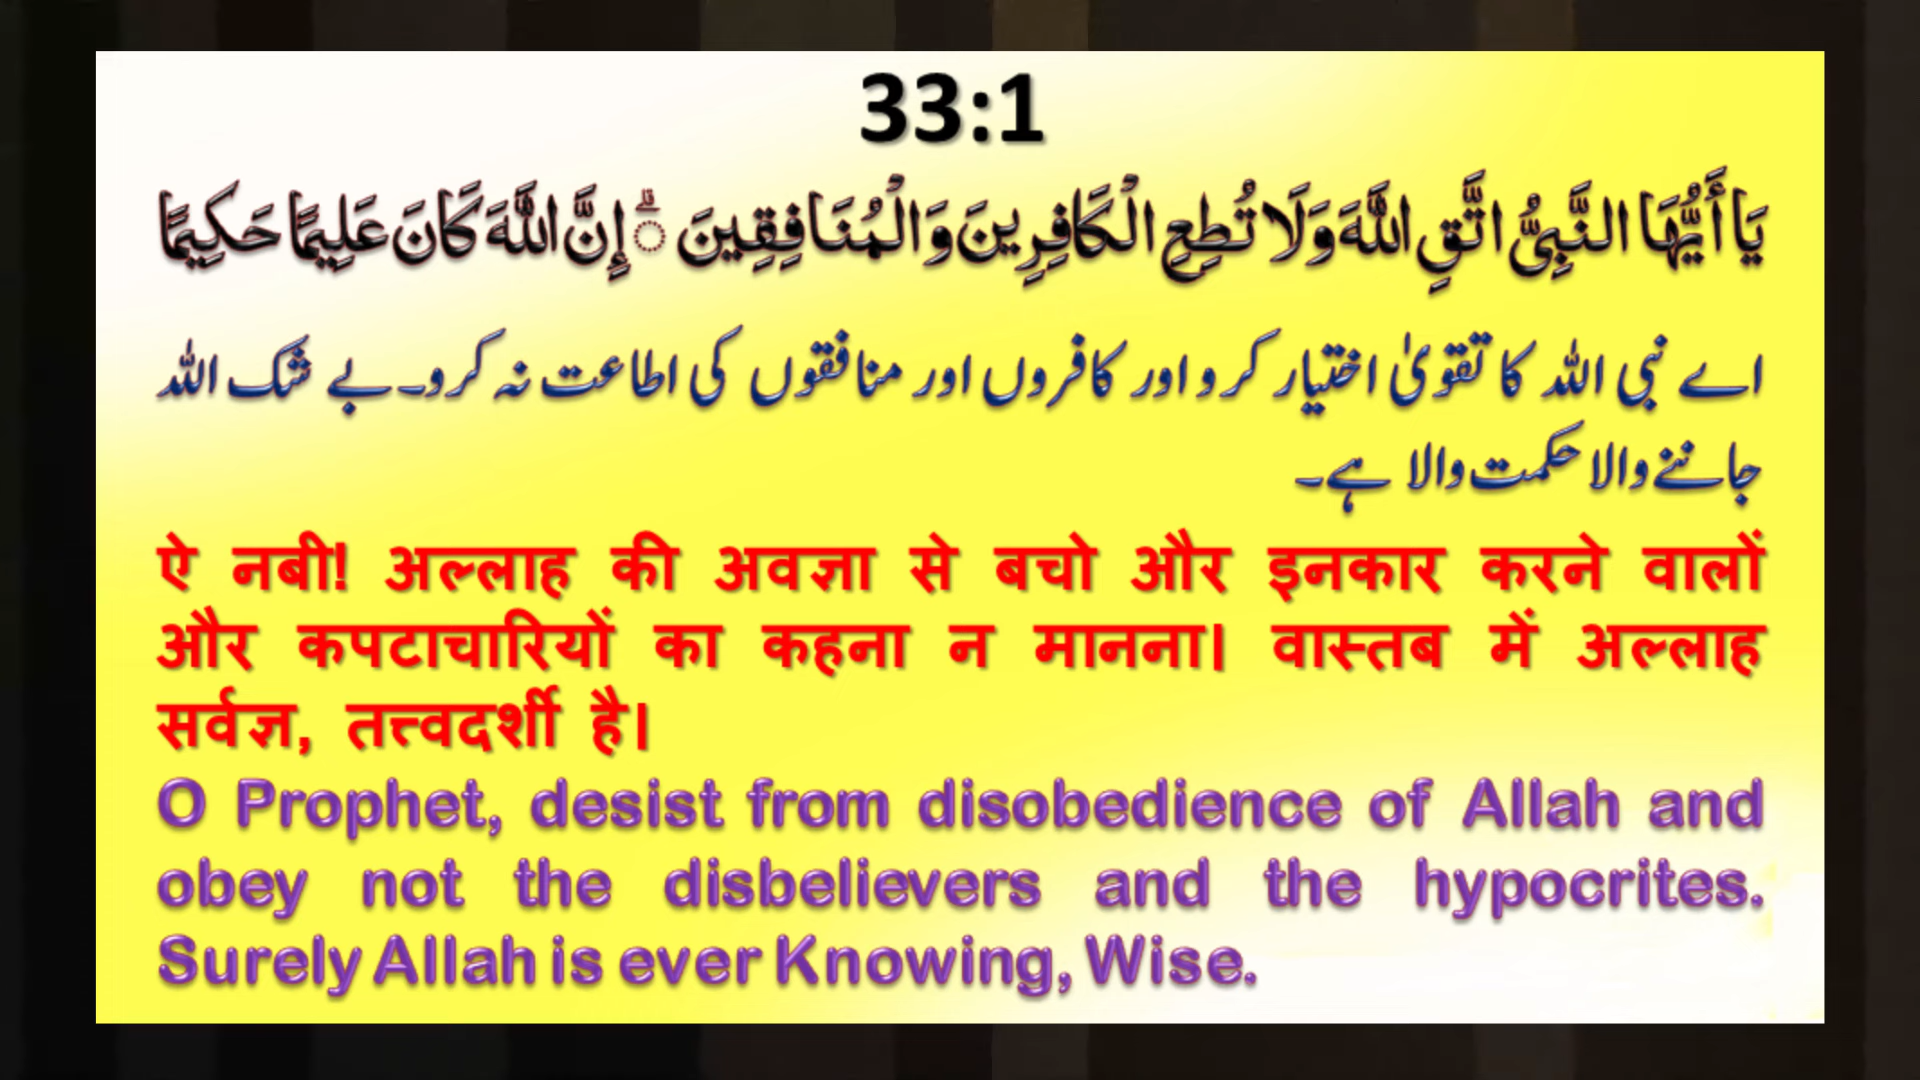 33:1
يَا أَيُّهَا النَّبِيُّ اتَّقِ اللَّهَ وَلَا تُطِعِ الْكَافِرِينَ وَالْمُنَافِقِينَ ۗ إِنَّ اللَّهَ كَانَ عَلِيمًا حَكِيمًا
اے نبی اللہ کا تقویٰ اختیار کرو اور کافروں اور منافقوں کی اطاعت نہ کرو۔ بے شک اللہ
جاننے والا حکمت والا ہے۔
ऐ नबी! अल्लाह की अवज्ञा से बचो और इनकार करने वालों
और कपटाचारियों का कहना न मानना। वास्तब में अल्लाह
सर्वज्ञ, तत्त्वदर्शी है।
O Prophet, desist from disobedience of Allah and
obey not the disbelievers and the hypocrites.
Surely Allah is ever Knowing, Wise.